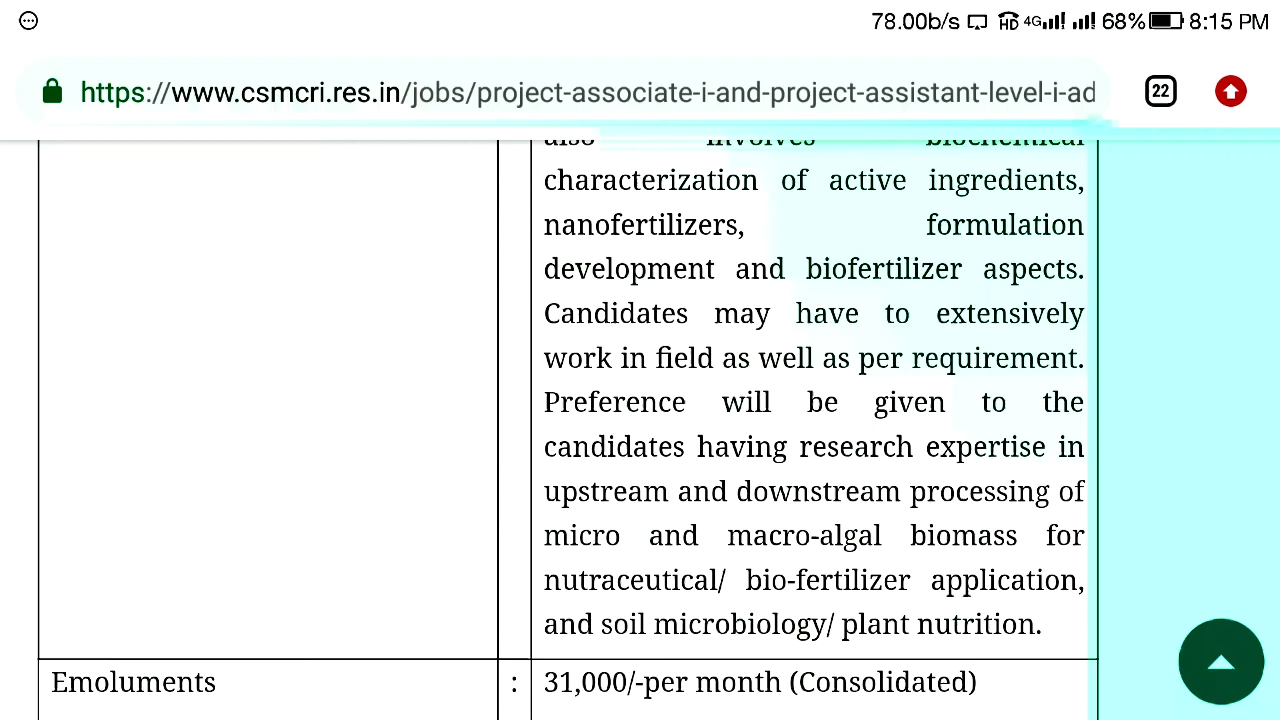 78.00b/s HD 4G 68% 8:15 PM
https://www.csmcri.res.in/jobs/project-associate-i-and-project-assistant-level-i-ad
22
also involves biochemical
characterization of active ingredients,
nanofertilizers, formulation
development and biofertilizer aspects.
Candidates may have to extensively
work in field as well as per requirement.
Preference will be given to the
candidates having research expertise in
upstream and downstream processing of
micro and macro-algal biomass for
nutraceutical/ bio-fertilizer application,
and soil microbiology/ plant nutrition.
Emoluments : 31,000/-per month (Consolidated)